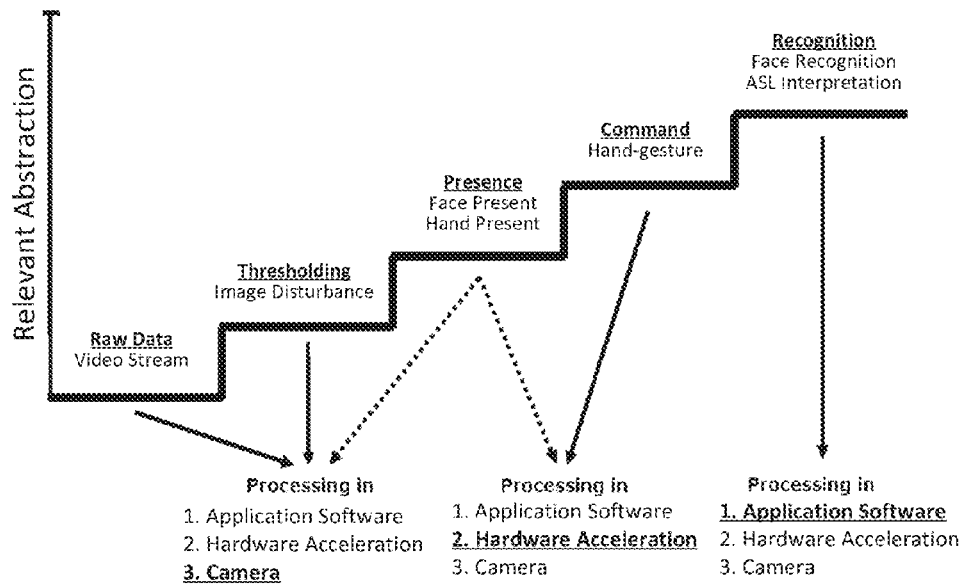 Relevant Abstraction
Raw Data
Video Stream
Thresholding
Image Disturbance
Presence
Face Present
Hand Present
Command
Hand-gesture
Recognition
Face Recognition
ASL Interpretation
Processing in
1. Application Software
2. Hardware Acceleration
3. Camera
Processing in
1. Application Software
2. Hardware Acceleration
3. Camera
Processing in
1. Application Software
2. Hardware Acceleration
3. Camera